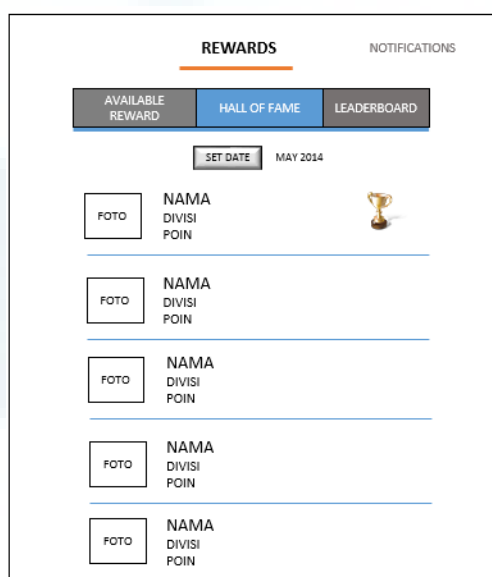 REWARDS NOTIFICATIONS
AVAILABLE REWARD HALL OF FAME LEADERBOARD
SET DATE MAY 2014
FOTO
NAMA
DIVISI
POIN
FOTO
NAMA
DIVISI
POIN
FOTO
NAMA
DIVISI
POIN
FOTO
NAMA
DIVISI
POIN
FOTO
NAMA
DIVISI
POIN